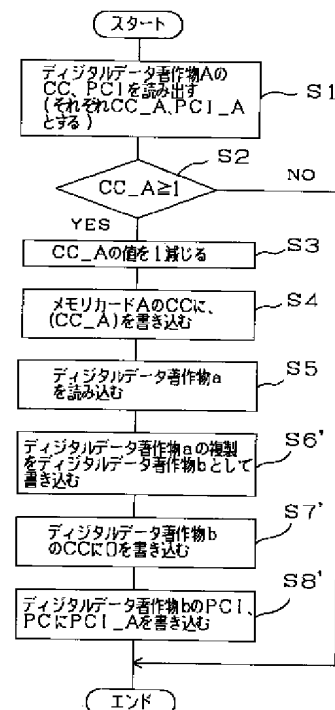 スタート
ディジタルデータ著作物Aの
CC、PCIを読み出す
(それぞれCC_A、PCI_A
とする)
S1
S2
CC_A≧1
NO
YES
CC_Aの値を1減じる
S3
メモリカードAのCCに、
(CC_A)を書き込む
S4
ディジタルデータ著作物a
を読み込む
S5
ディジタルデータ著作物aの複製
をディジタルデータ著作物bとして
書き込む
S6'
ディジタルデータ著作物b
のCCに0を書き込む
S7'
ディジタルデータ著作物bのPCI、
PCにPCI_Aを書き込む
S8'
エンド